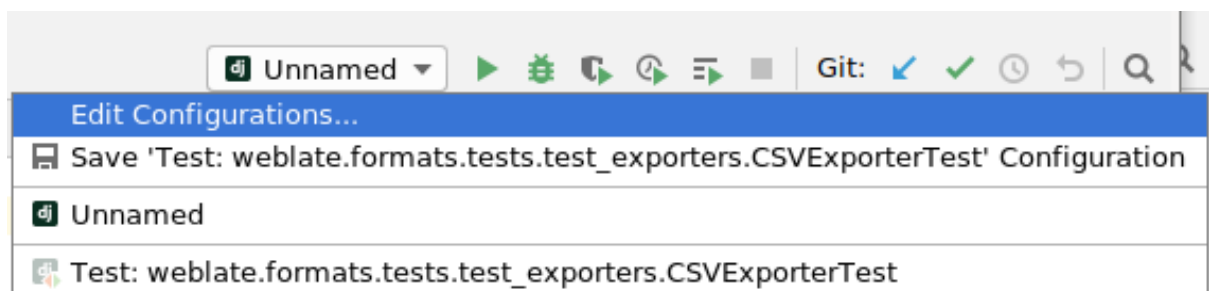 dj Unnamed Git:
Edit Configurations...
Save 'Test: weblate.formats.tests.test_exporters.CSVExporterTest' Configuration
dj Unnamed
dj Test: weblate.formats.tests.test_exporters.CSVExporterTest